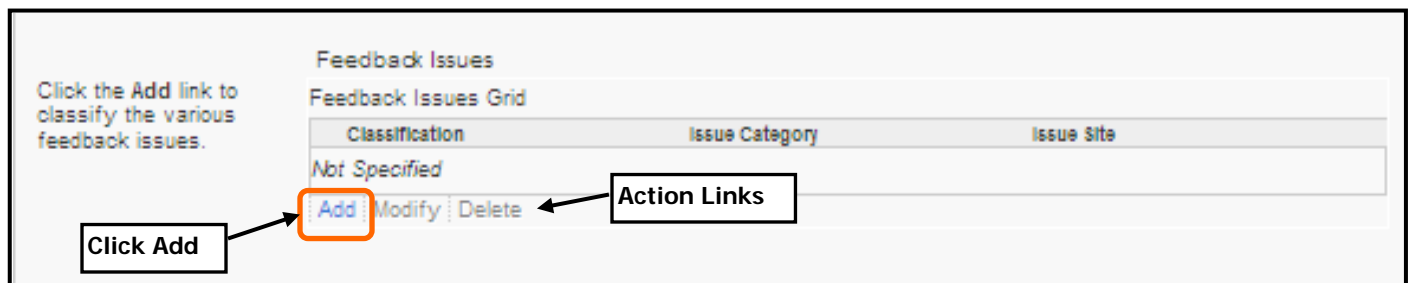 Feedback Issues
Click the Add link to
classify the various
feedback issues.
Feedback Issues Grid
Classification Issue Category Issue Site
Not Specified
Add Modify Delete
Action Links
Click Add